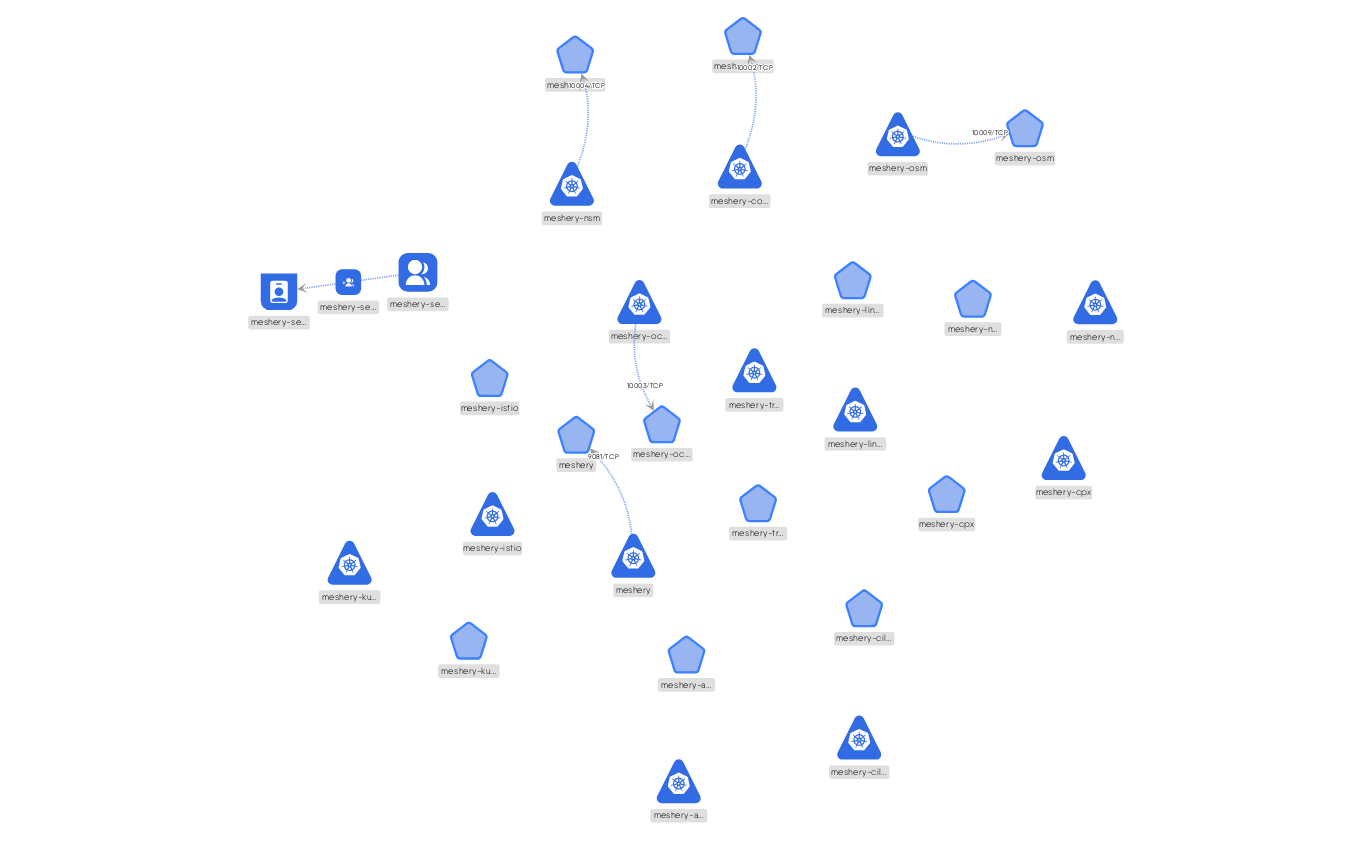 10002/TCP
10004/TCP
10009/TCP
meshery-osm
meshery-osm
meshery-co...
meshery-nsm
meshery-se...
meshery-se...
meshery-se...
meshery-lin...
meshery-n...
meshery-n...
meshery-oc...
10003/TCP
meshery-tr...
meshery-istio
meshery-lin...
meshery-oc...
9081/TCP
meshery
meshery-cpx
meshery-cpx
meshery-tr...
meshery-istio
meshery
meshery-ku...
meshery-cil...
meshery-ku...
meshery-a...
meshery-cil...
meshery-a...